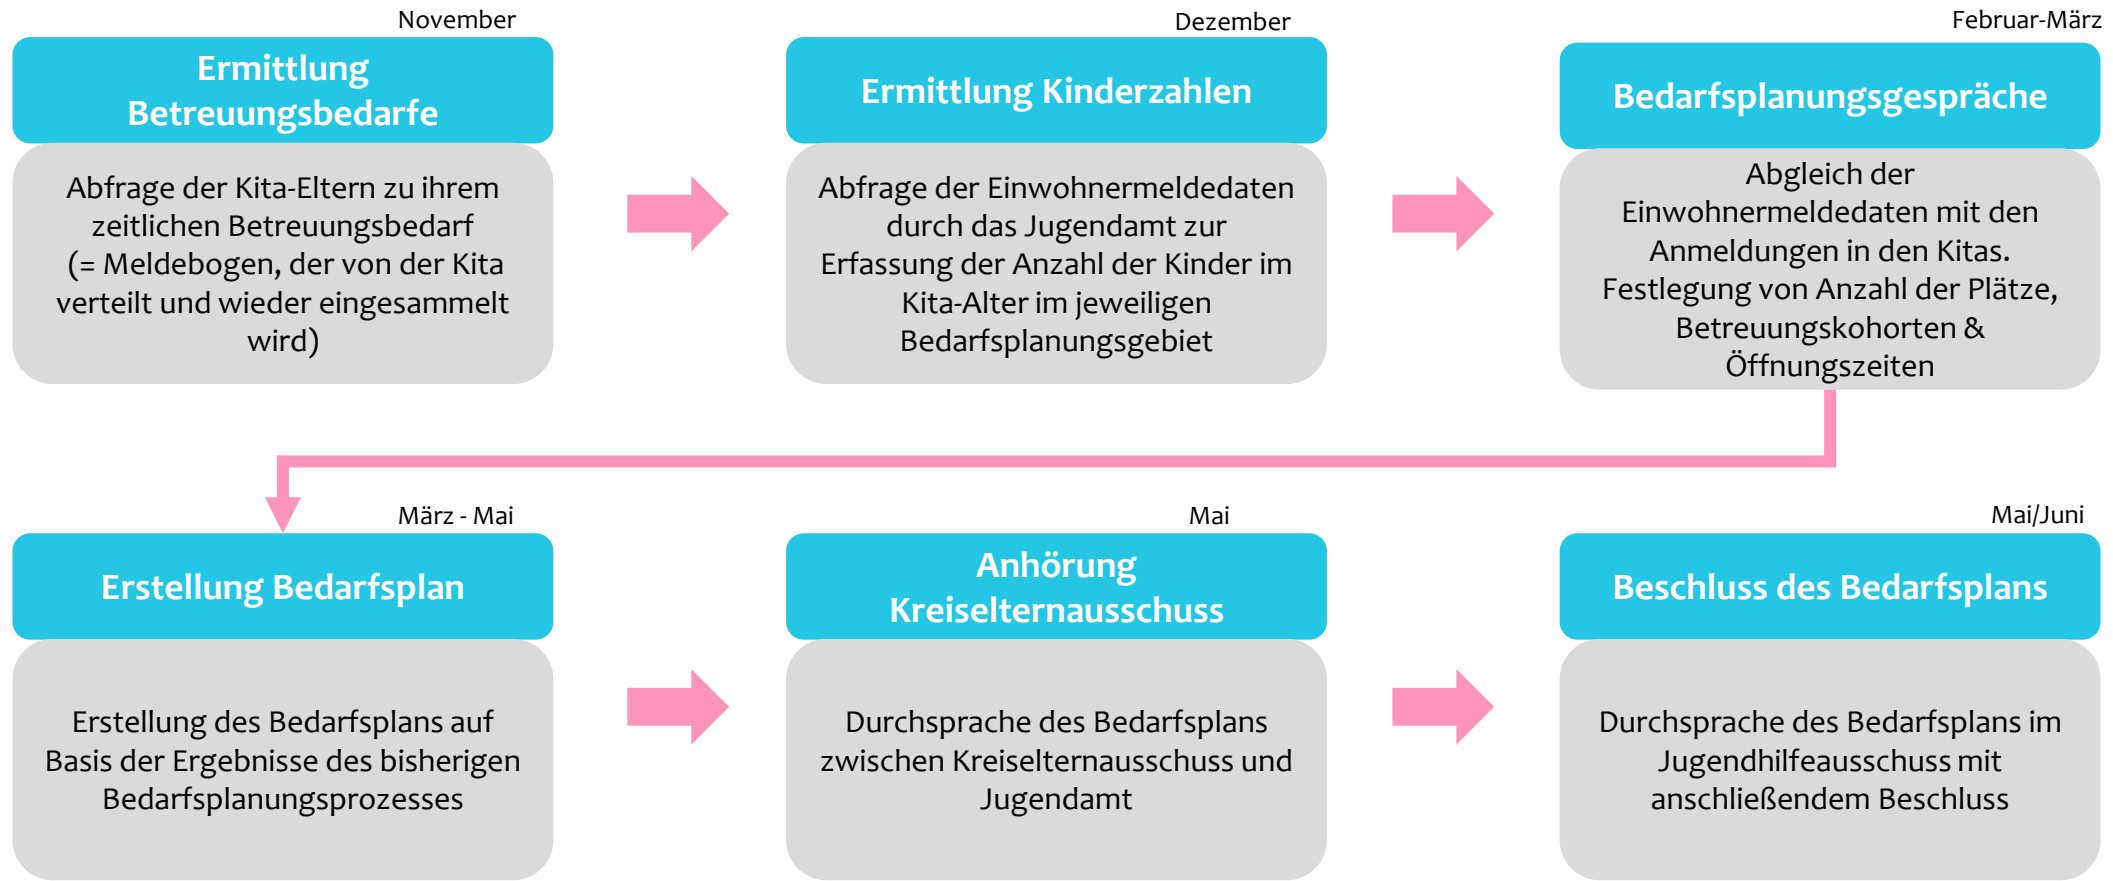 November
Ermittlung
Betreuungsbedarfe
Abfrage der Kita-Eltern zu ihrem
zeitlichen Betreuungsbedarf
(= Meldebogen, der von der Kita
verteilt und wieder eingesammelt
wird)
Dezember
Ermittlung Kinderzahlen
Abfrage der Einwohnermeldedaten
durch das Jugendamt zur
Erfassung der Anzahl der Kinder im
Kita-Alter im jeweiligen
Bedarfsplanungsgebiet
Februar-März
Bedarfsplanungsgespräche
Abgleich der
Einwohnermeldedaten mit den
Anmeldungen in den Kitas.
Festlegung von Anzahl der Plätze,
Betreuungskohorten &
Öffnungszeiten
März - Mai
Erstellung Bedarfsplan
Erstellung des Bedarfsplans auf
Basis der Ergebnisse des bisherigen
Bedarfsplanungsprozesses
Mai
Anhörung
Kreiselternausschuss
Durchsprache des Bedarfsplans
zwischen Kreiselternausschuss und
Jugendamt
Mai/Juni
Beschluss des Bedarfsplans
Durchsprache des Bedarfsplans im
Jugendhilfeausschuss mit
anschließendem Beschluss